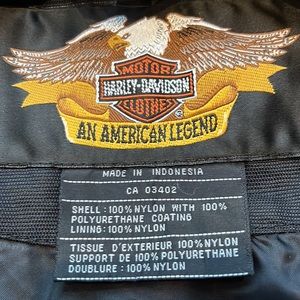 MOTOR
HARLEY-DAVIDSON
CLOTHES
®
AN AMERICAN LEGEND
MADE IN INDONESIA
CA 03402
SHELL: 100% NYLON WITH 100%
POLYURETHANE COATING
LINING: 100% NYLON
TISSUE D'EXTERIEUR 100% NYLON
SUPPORT DE 100% POLYURETHANE
DOUBLURE : 100% NYLON